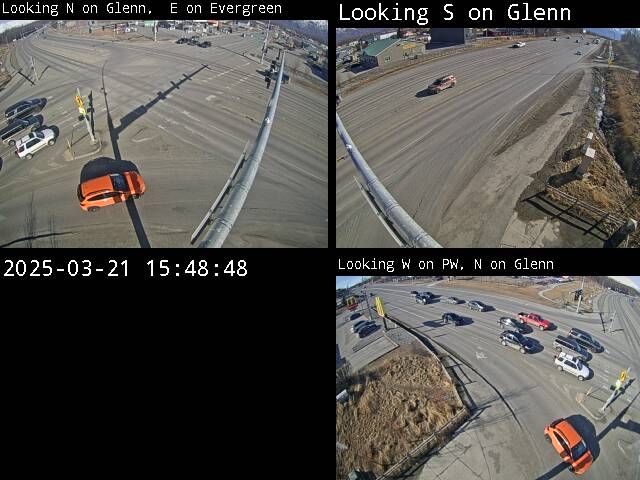 Looking N on Glenn,  E on Evergreen
Looking S on Glenn
2025-03-21 15:48:48
Looking W on PW, N on Glenn